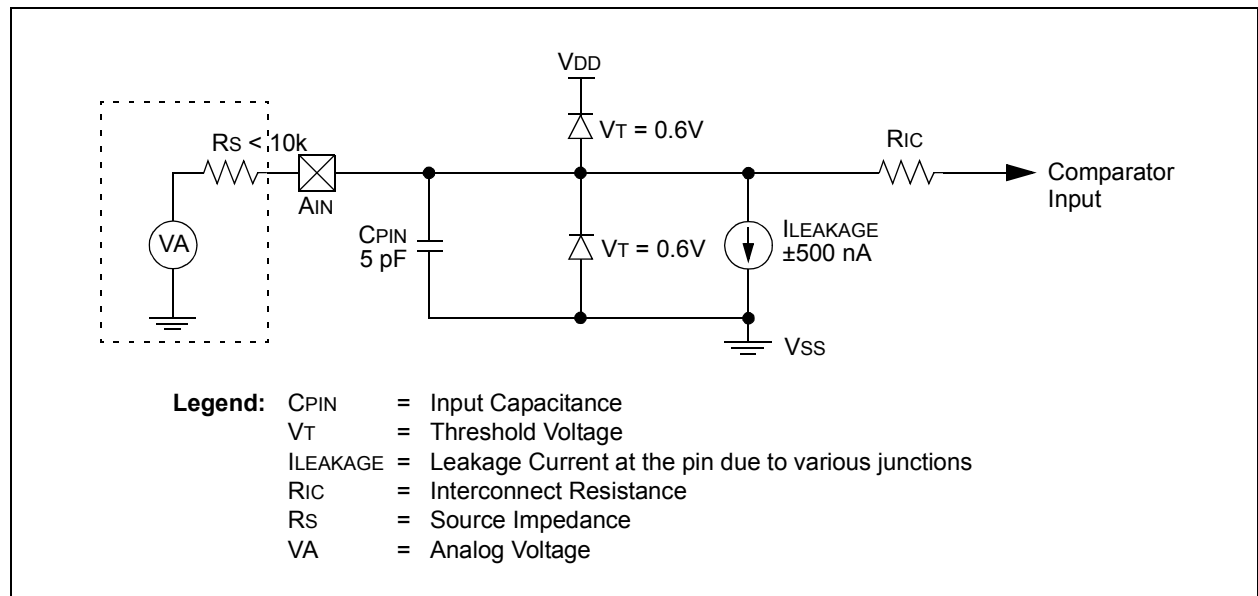 VDD
VT = 0.6V
RS < 10k
RIC
AIN
Comparator
Input
VA
CPIN
5 pF
VT = 0.6V
ILEAKAGE
±500 nA
VSS
Legend: CPIN = Input Capacitance
VT = Threshold Voltage
ILEAKAGE = Leakage Current at the pin due to various junctions
RIC = Interconnect Resistance
RS = Source Impedance
VA = Analog Voltage